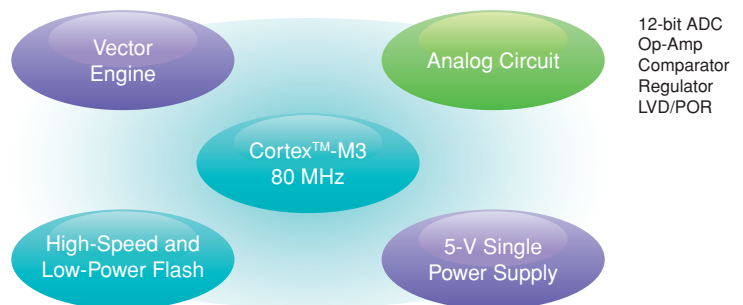 Vector
Engine
Analog Circuit
12-bit ADC
Op-Amp
Comparator
Regulator
LVD/POR
Cortex™-M3
80 MHz
High-Speed and
Low-Power Flash
5-V Single
Power Supply